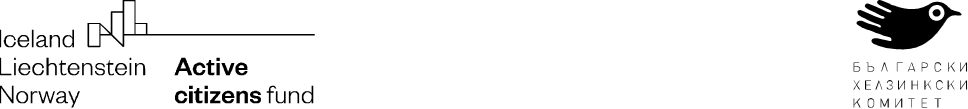 Iceland
Liechtenstein Active
Norway citizens fund
БЪЛГАРСКИ
ХЕЛЗИНКСКИ
КОМИТЕТ